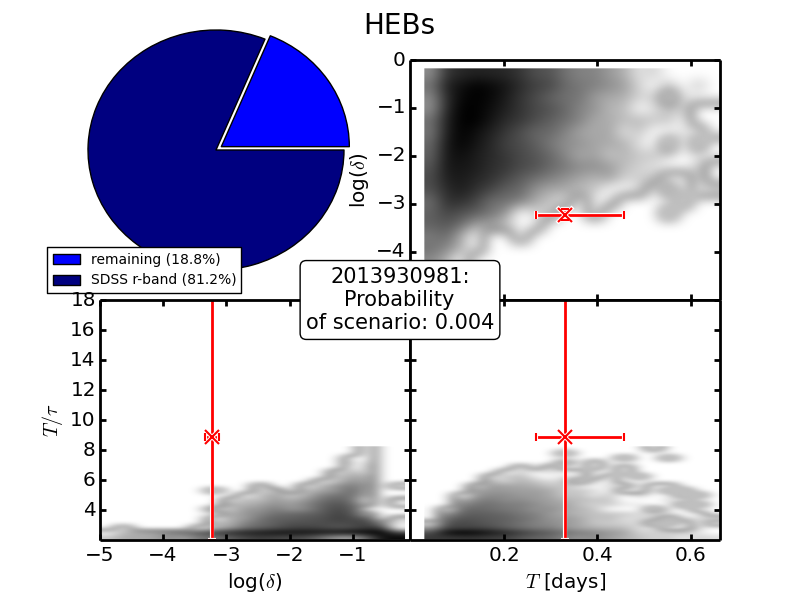 HEBs
remaining (18.8%)
SDSS r-band (81.2%)
log(δ)
0
−1
−2
−3
−4
2013930981:
Probability
of scenario: 0.004
T/τ
18
16
14
12
10
8
6
4
−5 −4 −3 −2 −1
log(δ)
0.2 0.4 0.6
T [days]